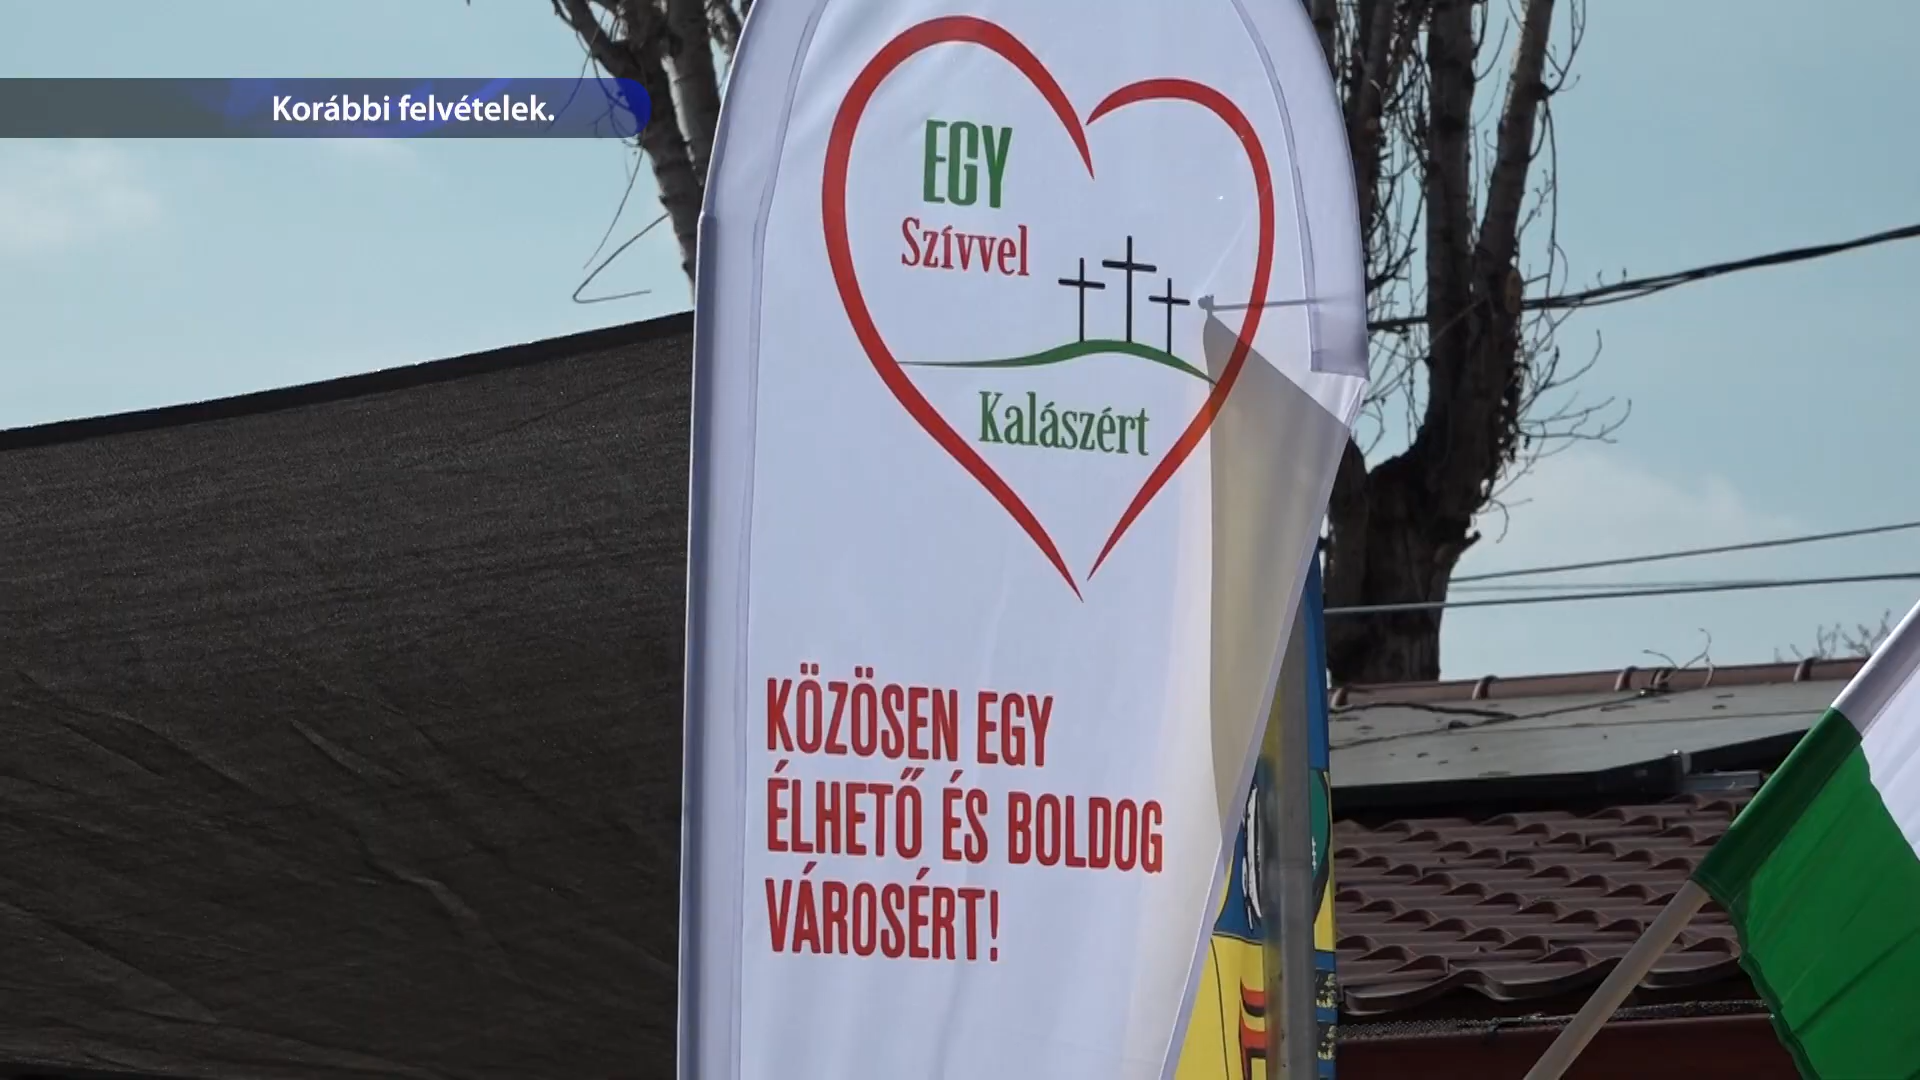 Korábbi felvételek.
EGY
Szívvel
Kalászért
KÖZÖSEN EGY
ÉLHETŐ ÉS BOLDOG
VÁROSÉRT!